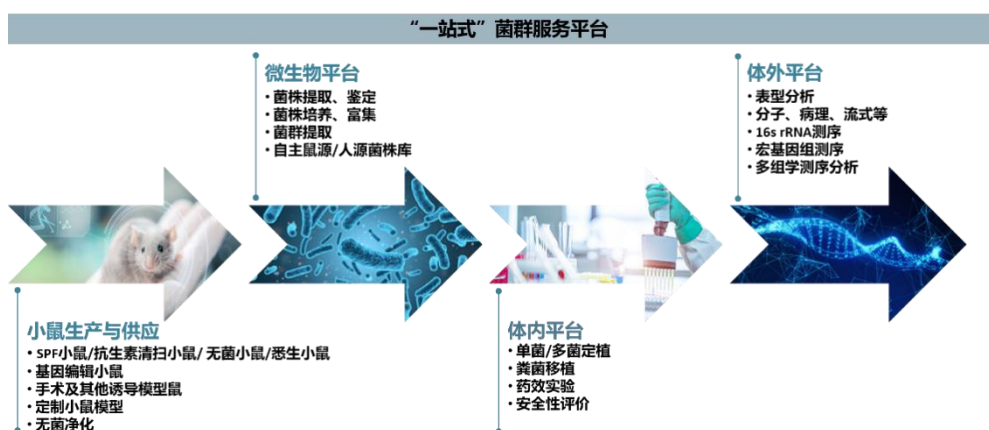 “一站式”菌群服务平台
微生物平台
· 菌株提取、鉴定
· 菌株培养、富集
· 菌群提取
· 自主鼠源/人源菌株库
体外平台
· 表型分析
· 分子、病理、流式等
· 16s rRNA测序
· 宏基因组测序
· 多组学测序分析
小鼠生产与供应
· SPF小鼠/抗生素清扫小鼠/ 无菌小鼠/悉生小鼠
· 基因编辑小鼠
· 手术及其他诱导模型鼠
· 定制小鼠模型
· 无菌净化
体内平台
· 单菌/多菌定植
· 粪菌移植
· 药效实验
· 安全性评价